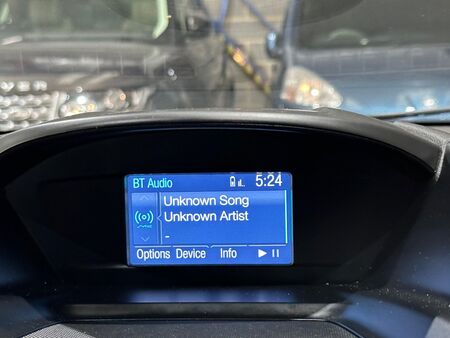 BT Audio 5:24
Unknown Song
Unknown Artist
-
Options Device Info